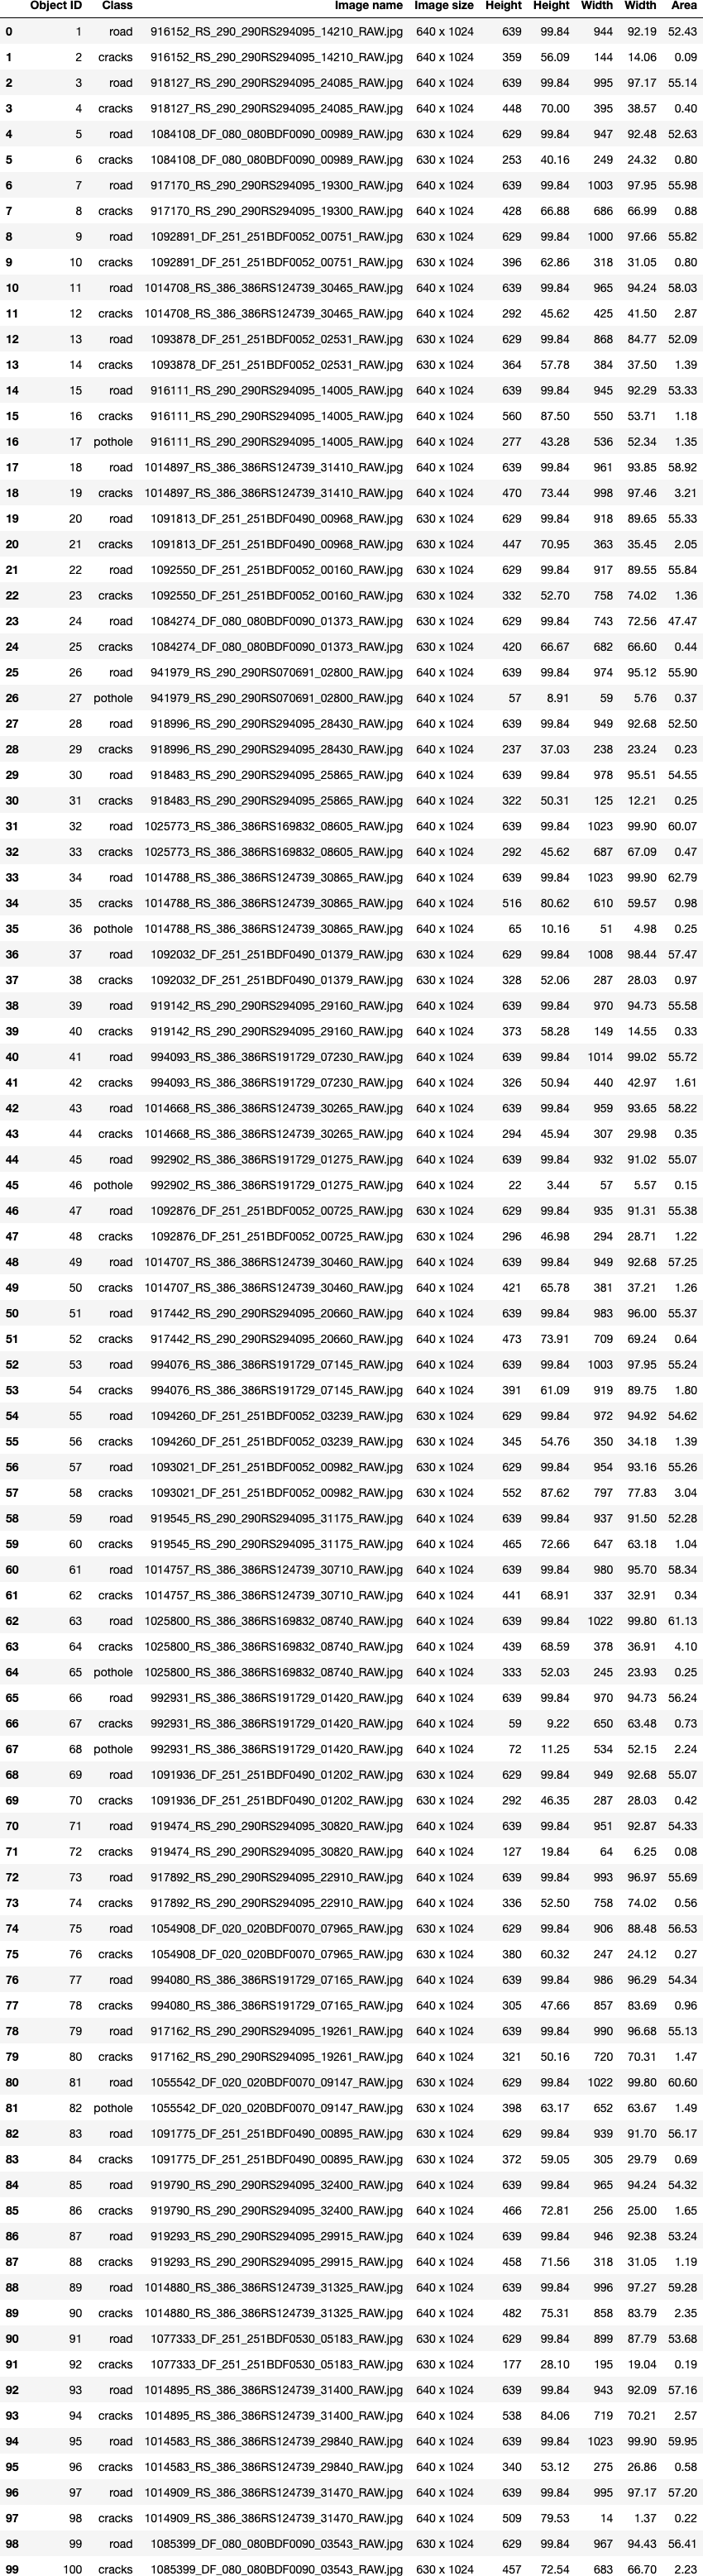 Object ID Class Image name Image size Height Height Width Width Area
0 1 road 916152_RS_290_290RS294095_14210_RAW.jpg 640 x 1024 639 99.84 944 92.19 52.43
1 2 cracks 916152_RS_290_290RS294095_14210_RAW.jpg 640 x 1024 359 56.09 144 14.06 0.09
2 3 road 918127_RS_290_290RS294095_24085_RAW.jpg 640 x 1024 639 99.84 995 97.17 55.14
3 4 cracks 918127_RS_290_290RS294095_24085_RAW.jpg 640 x 1024 448 70.00 395 38.57 0.40
4 5 road 1084108_DF_080_080BDF0090_00989_RAW.jpg 630 x 1024 629 99.84 947 92.48 52.63
5 6 cracks 1084108_DF_080_080BDF0090_00989_RAW.jpg 630 x 1024 253 40.16 249 24.32 0.80
6 7 road 917170_RS_290_290RS294095_19300_RAW.jpg 640 x 1024 639 99.84 1003 97.95 55.98
7 8 cracks 917170_RS_290_290RS294095_19300_RAW.jpg 640 x 1024 428 66.88 686 66.99 0.88
8 9 road 1092891_DF_251_251BDF0052_00751_RAW.jpg 630 x 1024 629 99.84 1000 97.66 55.82
9 10 cracks 1092891_DF_251_251BDF0052_00751_RAW.jpg 630 x 1024 396 62.86 318 31.05 0.80
10 11 road 1014708_RS_386_386RS124739_30465_RAW.jpg 640 x 1024 639 99.84 965 94.24 58.03
11 12 cracks 1014708_RS_386_386RS124739_30465_RAW.jpg 640 x 1024 292 45.62 425 41.50 2.87
12 13 road 1093878_DF_251_251BDF0052_02531_RAW.jpg 630 x 1024 629 99.84 868 84.77 52.09
13 14 cracks 1093878_DF_251_251BDF0052_02531_RAW.jpg 630 x 1024 364 57.78 384 37.50 1.39
14 15 road 916111_RS_290_290RS294095_14005_RAW.jpg 640 x 1024 639 99.84 945 92.29 53.33
15 16 cracks 916111_RS_290_290RS294095_14005_RAW.jpg 640 x 1024 560 87.50 550 53.71 1.18
16 17 pothole 916111_RS_290_290RS294095_14005_RAW.jpg 640 x 1024 277 43.28 536 52.34 1.35
17 18 road 1014897_RS_386_386RS124739_31410_RAW.jpg 640 x 1024 639 99.84 961 93.85 58.92
18 19 cracks 1014897_RS_386_386RS124739_31410_RAW.jpg 640 x 1024 470 73.44 998 97.46 3.21
19 20 road 1091813_DF_251_251BDF0490_00968_RAW.jpg 630 x 1024 629 99.84 918 89.65 55.33
20 21 cracks 1091813_DF_251_251BDF0490_00968_RAW.jpg 630 x 1024 447 70.95 363 35.45 2.05
21 22 road 1092550_DF_251_251BDF0052_00160_RAW.jpg 630 x 1024 629 99.84 917 89.55 55.84
22 23 cracks 1092550_DF_251_251BDF0052_00160_RAW.jpg 630 x 1024 332 52.70 758 74.02 1.36
23 24 road 1084274_DF_080_080BDF0090_01373_RAW.jpg 630 x 1024 629 99.84 743 72.56 47.47
24 25 cracks 1084274_DF_080_080BDF0090_01373_RAW.jpg 630 x 1024 420 66.67 682 66.60 0.44
25 26 road 941979_RS_290_290RS070691_02800_RAW.jpg 640 x 1024 639 99.84 974 95.12 55.90
26 27 pothole 941979_RS_290_290RS070691_02800_RAW.jpg 640 x 1024 57 8.91 59 5.76 0.37
27 28 road 918996_RS_290_290RS294095_28430_RAW.jpg 640 x 1024 639 99.84 949 92.68 52.50
28 29 cracks 918996_RS_290_290RS294095_28430_RAW.jpg 640 x 1024 237 37.03 238 23.24 0.23
29 30 road 918483_RS_290_290RS294095_25865_RAW.jpg 640 x 1024 639 99.84 978 95.51 54.55
30 31 cracks 918483_RS_290_290RS294095_25865_RAW.jpg 640 x 1024 322 50.31 125 12.21 0.25
31 32 road 1025773_RS_386_386RS169832_08605_RAW.jpg 640 x 1024 639 99.84 1023 99.90 60.07
32 33 cracks 1025773_RS_386_386RS169832_08605_RAW.jpg 640 x 1024 292 45.62 687 67.09 0.47
33 34 road 1014788_RS_386_386RS124739_30865_RAW.jpg 640 x 1024 639 99.84 1023 99.90 62.79
34 35 cracks 1014788_RS_386_386RS124739_30865_RAW.jpg 640 x 1024 516 80.62 610 59.57 0.98
35 36 pothole 1014788_RS_386_386RS124739_30865_RAW.jpg 640 x 1024 65 10.16 51 4.98 0.25
36 37 road 1092032_DF_251_251BDF0490_01379_RAW.jpg 630 x 1024 629 99.84 1008 98.44 57.47
37 38 cracks 1092032_DF_251_251BDF0490_01379_RAW.jpg 630 x 1024 328 52.06 287 28.03 0.97
38 39 road 919142_RS_290_290RS294095_29160_RAW.jpg 640 x 1024 639 99.84 970 94.73 55.58
39 40 cracks 919142_RS_290_290RS294095_29160_RAW.jpg 640 x 1024 373 58.28 149 14.55 0.33
40 41 road 994093_RS_386_386RS191729_07230_RAW.jpg 640 x 1024 639 99.84 1014 99.02 55.72
41 42 cracks 994093_RS_386_386RS191729_07230_RAW.jpg 640 x 1024 326 50.94 440 42.97 1.61
42 43 road 1014668_RS_386_386RS124739_30265_RAW.jpg 640 x 1024 639 99.84 959 93.65 58.22
43 44 cracks 1014668_RS_386_386RS124739_30265_RAW.jpg 640 x 1024 294 45.94 307 29.98 0.35
44 45 road 992902_RS_386_386RS191729_01275_RAW.jpg 640 x 1024 639 99.84 932 91.02 55.07
45 46 pothole 992902_RS_386_386RS191729_01275_RAW.jpg 640 x 1024 22 3.44 57 5.57 0.15
46 47 road 1092876_DF_251_251BDF0052_00725_RAW.jpg 630 x 1024 629 99.84 935 91.31 55.38
47 48 cracks 1092876_DF_251_251BDF0052_00725_RAW.jpg 630 x 1024 296 46.98 294 28.71 1.22
48 49 road 1014707_RS_386_386RS124739_30460_RAW.jpg 640 x 1024 639 99.84 949 92.68 57.25
49 50 cracks 1014707_RS_386_386RS124739_30460_RAW.jpg 640 x 1024 421 65.78 381 37.21 1.26
50 51 road 917442_RS_290_290RS294095_20660_RAW.jpg 640 x 1024 639 99.84 983 96.00 55.37
51 52 cracks 917442_RS_290_290RS294095_20660_RAW.jpg 640 x 1024 473 73.91 709 69.24 0.64
52 53 road 994076_RS_386_386RS191729_07145_RAW.jpg 640 x 1024 639 99.84 1003 97.95 55.24
53 54 cracks 994076_RS_386_386RS191729_07145_RAW.jpg 640 x 1024 391 61.09 919 89.75 1.80
54 55 road 1094260_DF_251_251BDF0052_03239_RAW.jpg 630 x 1024 629 99.84 972 94.92 54.62
55 56 cracks 1094260_DF_251_251BDF0052_03239_RAW.jpg 630 x 1024 345 54.76 350 34.18 1.39
56 57 road 1093021_DF_251_251BDF0052_00982_RAW.jpg 630 x 1024 629 99.84 954 93.16 55.26
57 58 cracks 1093021_DF_251_251BDF0052_00982_RAW.jpg 630 x 1024 552 87.62 797 77.83 3.04
58 59 road 919545_RS_290_290RS294095_31175_RAW.jpg 640 x 1024 639 99.84 937 91.50 52.28
59 60 cracks 919545_RS_290_290RS294095_31175_RAW.jpg 640 x 1024 465 72.66 647 63.18 1.04
60 61 road 1014757_RS_386_386RS124739_30710_RAW.jpg 640 x 1024 639 99.84 980 95.70 58.34
61 62 cracks 1014757_RS_386_386RS124739_30710_RAW.jpg 640 x 1024 441 68.91 337 32.91 0.34
62 63 road 1025800_RS_386_386RS169832_08740_RAW.jpg 640 x 1024 639 99.84 1022 99.80 61.13
63 64 cracks 1025800_RS_386_386RS169832_08740_RAW.jpg 640 x 1024 439 68.59 378 36.91 4.10
64 65 pothole 1025800_RS_386_386RS169832_08740_RAW.jpg 640 x 1024 333 52.03 245 23.93 0.25
65 66 road 992931_RS_386_386RS191729_01420_RAW.jpg 640 x 1024 639 99.84 970 94.73 56.24
66 67 cracks 992931_RS_386_386RS191729_01420_RAW.jpg 640 x 1024 59 9.22 650 63.48 0.73
67 68 pothole 992931_RS_386_386RS191729_01420_RAW.jpg 640 x 1024 72 11.25 534 52.15 2.24
68 69 road 1091936_DF_251_251BDF0490_01202_RAW.jpg 630 x 1024 629 99.84 949 92.68 55.07
69 70 cracks 1091936_DF_251_251BDF0490_01202_RAW.jpg 630 x 1024 292 46.35 287 28.03 0.42
70 71 road 919474_RS_290_290RS294095_30820_RAW.jpg 640 x 1024 639 99.84 951 92.87 54.33
71 72 cracks 919474_RS_290_290RS294095_30820_RAW.jpg 640 x 1024 127 19.84 64 6.25 0.08
72 73 road 917892_RS_290_290RS294095_22910_RAW.jpg 640 x 1024 639 99.84 993 96.97 55.69
73 74 cracks 917892_RS_290_290RS294095_22910_RAW.jpg 640 x 1024 336 52.50 758 74.02 0.56
74 75 road 1054908_DF_020_020BDF0070_07965_RAW.jpg 630 x 1024 629 99.84 906 88.48 56.53
75 76 cracks 1054908_DF_020_020BDF0070_07965_RAW.jpg 630 x 1024 380 60.32 247 24.12 0.27
76 77 road 994080_RS_386_386RS191729_07165_RAW.jpg 640 x 1024 639 99.84 986 96.29 54.34
77 78 cracks 994080_RS_386_386RS191729_07165_RAW.jpg 640 x 1024 305 47.66 857 83.69 0.96
78 79 road 917162_RS_290_290RS294095_19261_RAW.jpg 640 x 1024 639 99.84 990 96.68 55.13
79 80 cracks 917162_RS_290_290RS294095_19261_RAW.jpg 640 x 1024 321 50.16 720 70.31 1.47
80 81 road 1055542_DF_020_020BDF0070_09147_RAW.jpg 630 x 1024 629 99.84 1022 99.80 60.60
81 82 pothole 1055542_DF_020_020BDF0070_09147_RAW.jpg 630 x 1024 398 63.17 652 63.67 1.49
82 83 road 1091775_DF_251_251BDF0490_00895_RAW.jpg 630 x 1024 629 99.84 939 91.70 56.17
83 84 cracks 1091775_DF_251_251BDF0490_00895_RAW.jpg 630 x 1024 372 59.05 305 29.79 0.69
84 85 road 919790_RS_290_290RS294095_32400_RAW.jpg 640 x 1024 639 99.84 965 94.24 54.32
85 86 cracks 919790_RS_290_290RS294095_32400_RAW.jpg 640 x 1024 466 72.81 256 25.00 1.65
86 87 road 919293_RS_290_290RS294095_29915_RAW.jpg 640 x 1024 639 99.84 946 92.38 53.24
87 88 cracks 919293_RS_290_290RS294095_29915_RAW.jpg 640 x 1024 458 71.56 318 31.05 1.19
88 89 road 1014880_RS_386_386RS124739_31325_RAW.jpg 640 x 1024 639 99.84 996 97.27 59.28
89 90 cracks 1014880_RS_386_386RS124739_31325_RAW.jpg 640 x 1024 482 75.31 858 83.79 2.35
90 91 road 1077333_DF_251_251BDF0530_05183_RAW.jpg 630 x 1024 629 99.84 899 87.79 53.68
91 92 cracks 1077333_DF_251_251BDF0530_05183_RAW.jpg 630 x 1024 177 28.10 195 19.04 0.19
92 93 road 1014895_RS_386_386RS124739_31400_RAW.jpg 640 x 1024 639 99.84 943 92.09 57.16
93 94 cracks 1014895_RS_386_386RS124739_31400_RAW.jpg 640 x 1024 538 84.06 719 70.21 2.57
94 95 road 1014583_RS_386_386RS124739_29840_RAW.jpg 640 x 1024 639 99.84 1023 99.90 59.95
95 96 cracks 1014583_RS_386_386RS124739_29840_RAW.jpg 640 x 1024 340 53.12 275 26.86 0.58
96 97 road 1014909_RS_386_386RS124739_31470_RAW.jpg 640 x 1024 639 99.84 995 97.17 57.20
97 98 cracks 1014909_RS_386_386RS124739_31470_RAW.jpg 640 x 1024 509 79.53 14 1.37 0.22
98 99 road 1085399_DF_080_080BDF0090_03543_RAW.jpg 630 x 1024 629 99.84 967 94.43 56.41
99 100 cracks 1085399_DF_080_080BDF0090_03543_RAW.jpg 630 x 1024 457 72.54 683 66.70 2.23